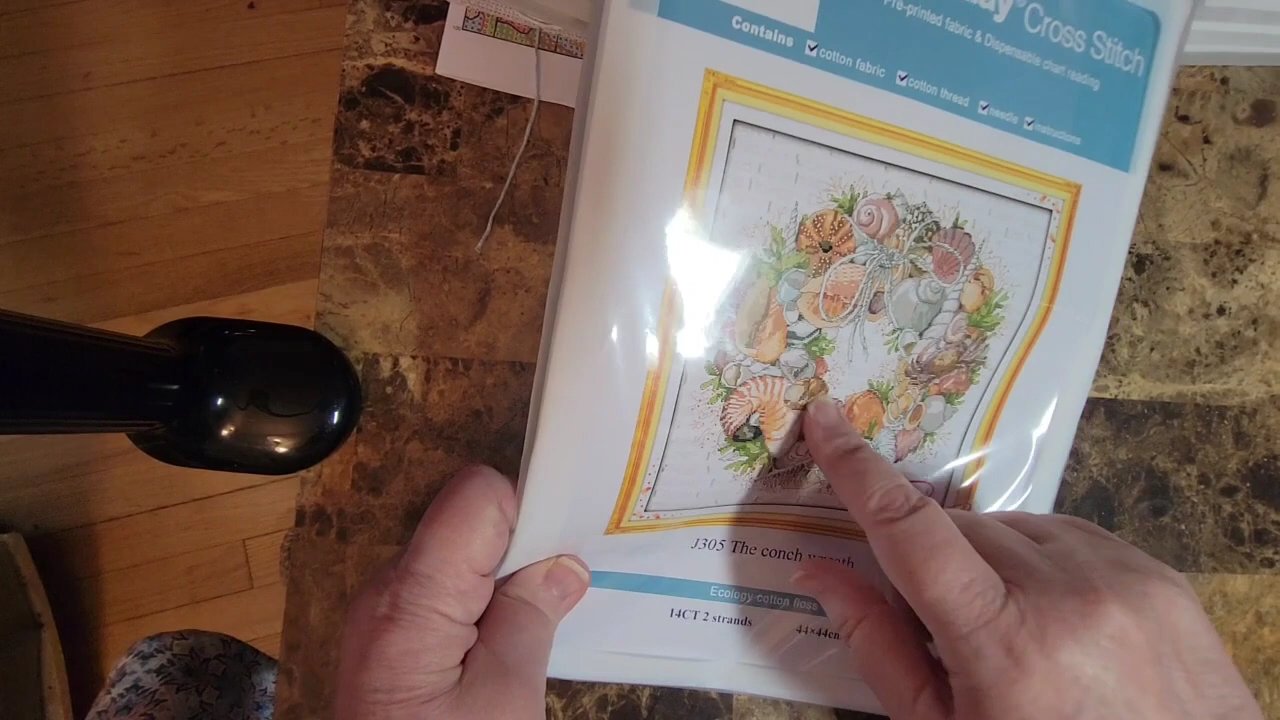 Cross Stitch
Pre-printed fabric & Dispensable chart reading
Contains cotton fabric cotton thread needle instructions
J305 The conch wreath
Ecology cotton floss
14CT 2 strands 44×44cm